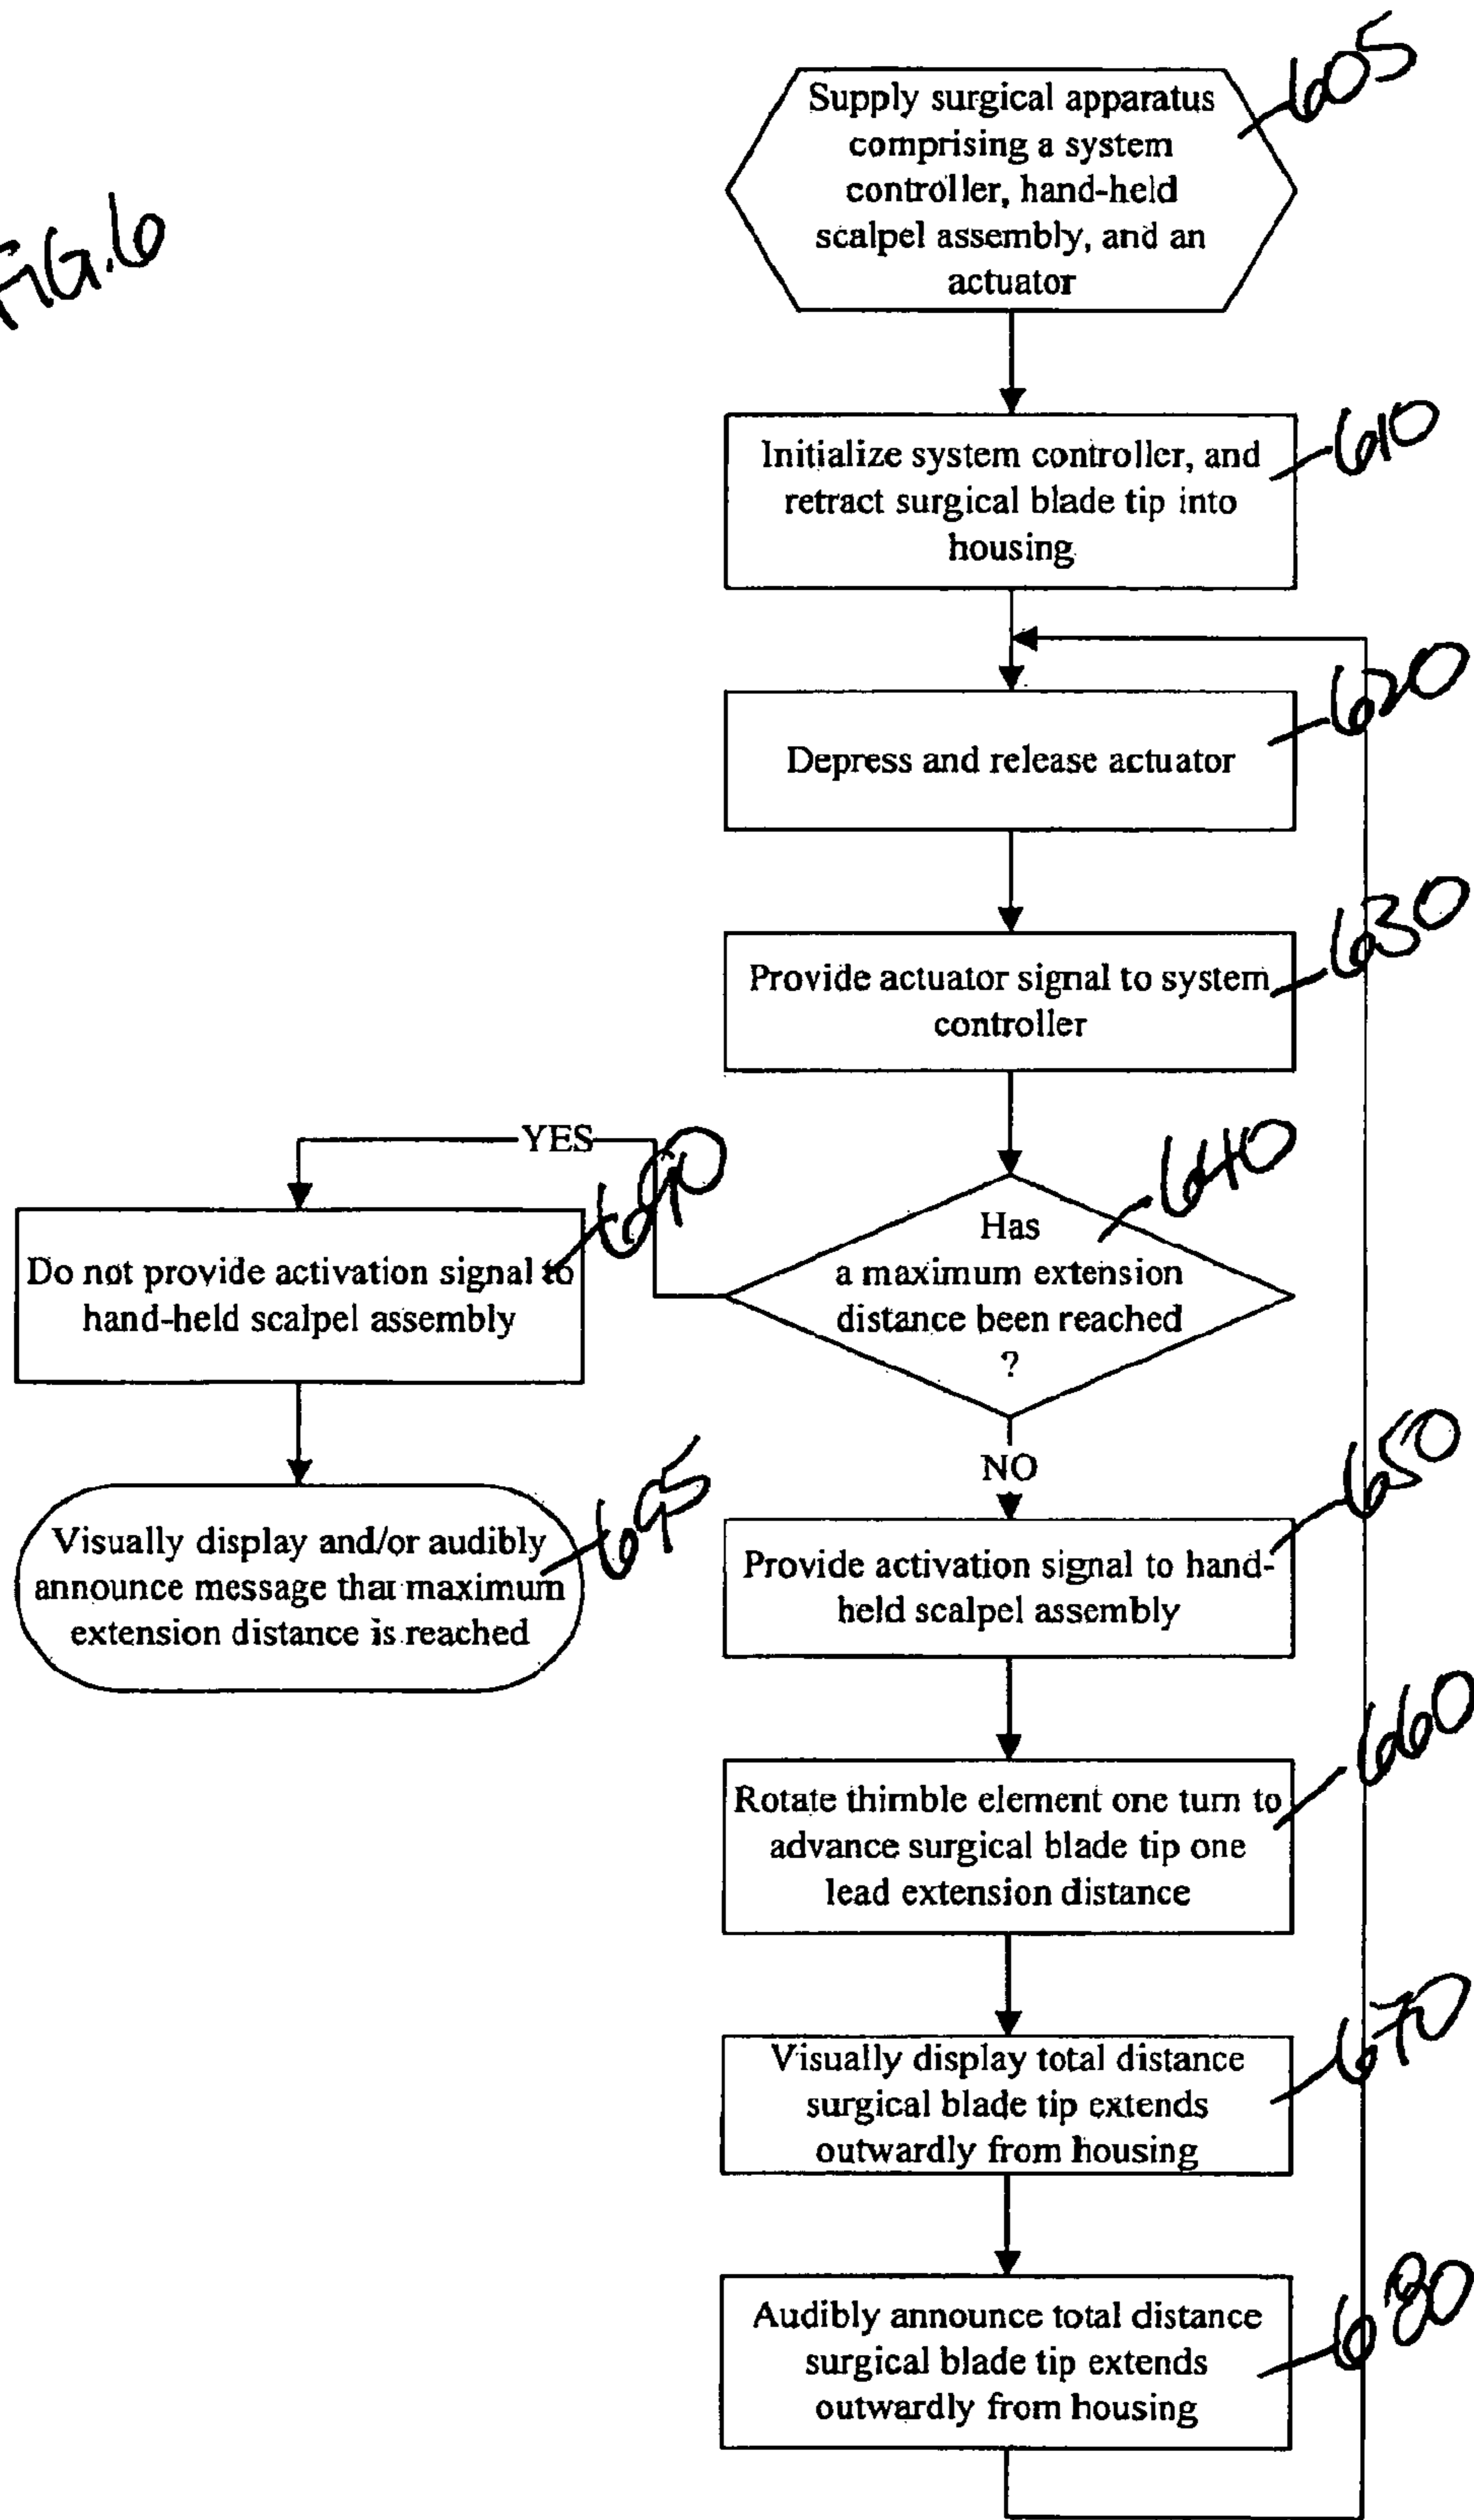 FIG.6
Supply surgical apparatus
comprising a system
controller, hand-held
scalpel assembly, and an
actuator
605
Initialize system controller, and
retract surgical blade tip into
housing
610
Depress and release actuator
620
Provide actuator signal to system
controller
630
Has
a maximum extension
distance been reached
?
640
YES
Do not provide activation signal to
hand-held scalpel assembly
690
Visually display and/or audibly
announce message that maximum
extension distance is reached
695
NO
Provide activation signal to hand-
held scalpel assembly
650
Rotate thimble element one turn to
advance surgical blade tip one
lead extension distance
660
Visually display total distance
surgical blade tip extends
outwardly from housing
670
Audibly announce total distance
surgical blade tip extends
outwardly from housing
680